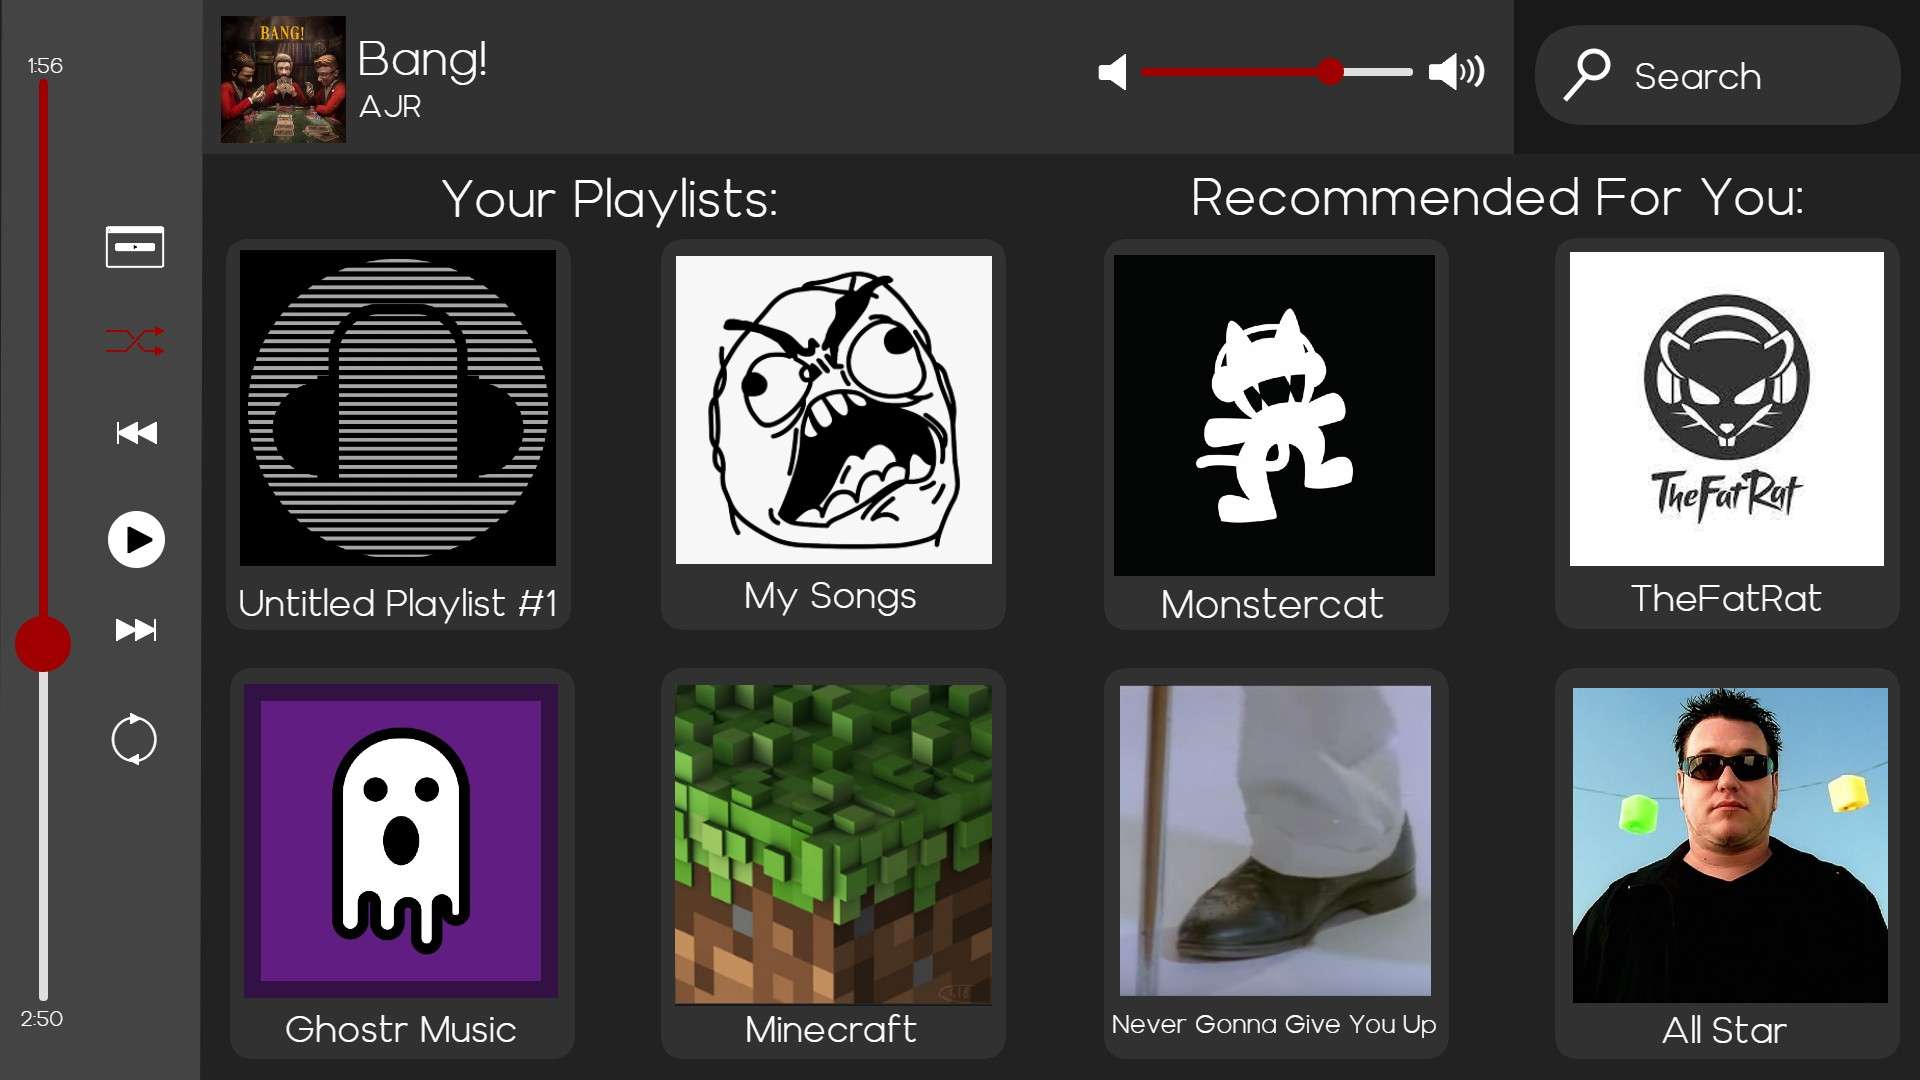 1:56
BANG!
Bang!
AJR
Search
Your Playlists:
Recommended For You:
TheFatRat
Untitled Playlist #1
My Songs
Monstercat
TheFatRat
Ghostr Music
Minecraft
Never Gonna Give You Up
All Star
2:50